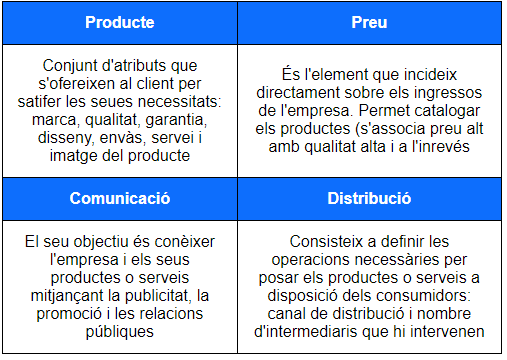 Producte
Preu
Conjunt d'atributs que
s'ofereixen al client per
satifer les seues necessitats:
marca, qualitat, garantia,
disseny, envàs, servei i
imatge del producte
És l'element que incideix
directament sobre els ingressos
de l'empresa. Permet catalogar
els productes (s'associa preu alt
amb qualitat alta i a l'inrevés
Comunicació
Distribució
El seu objectiu és conèixer
l'empresa i els seus
productes o serveis
mitjançant la publicitat, la
promoció i les relacions
públiques
Consisteix a definir les
operacions necessàries per
posar els productes o serveis a
disposició dels consumidors:
canal de distribució i nombre
d'intermediaris que hi intervenen